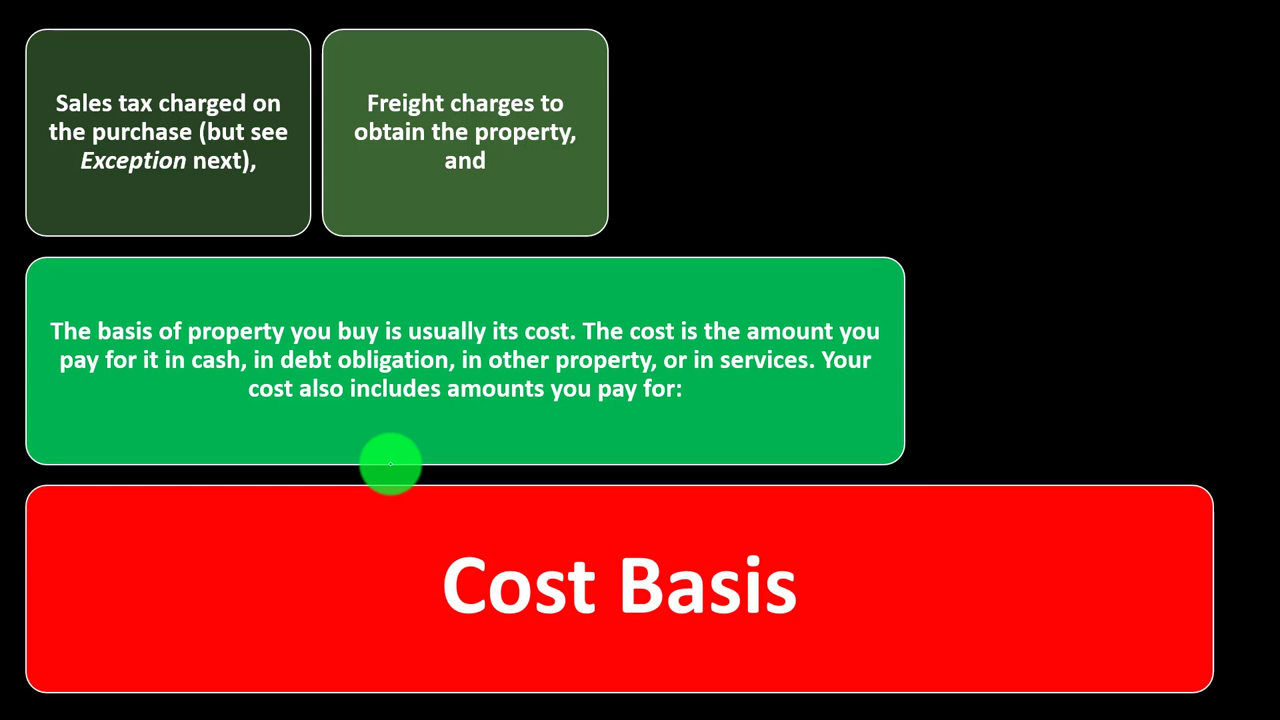 Sales tax charged on
the purchase (but see
Exception next),
Freight charges to
obtain the property,
and
The basis of property you buy is usually its cost. The cost is the amount you
pay for it in cash, in debt obligation, in other property, or in services. Your
cost also includes amounts you pay for:
Cost Basis